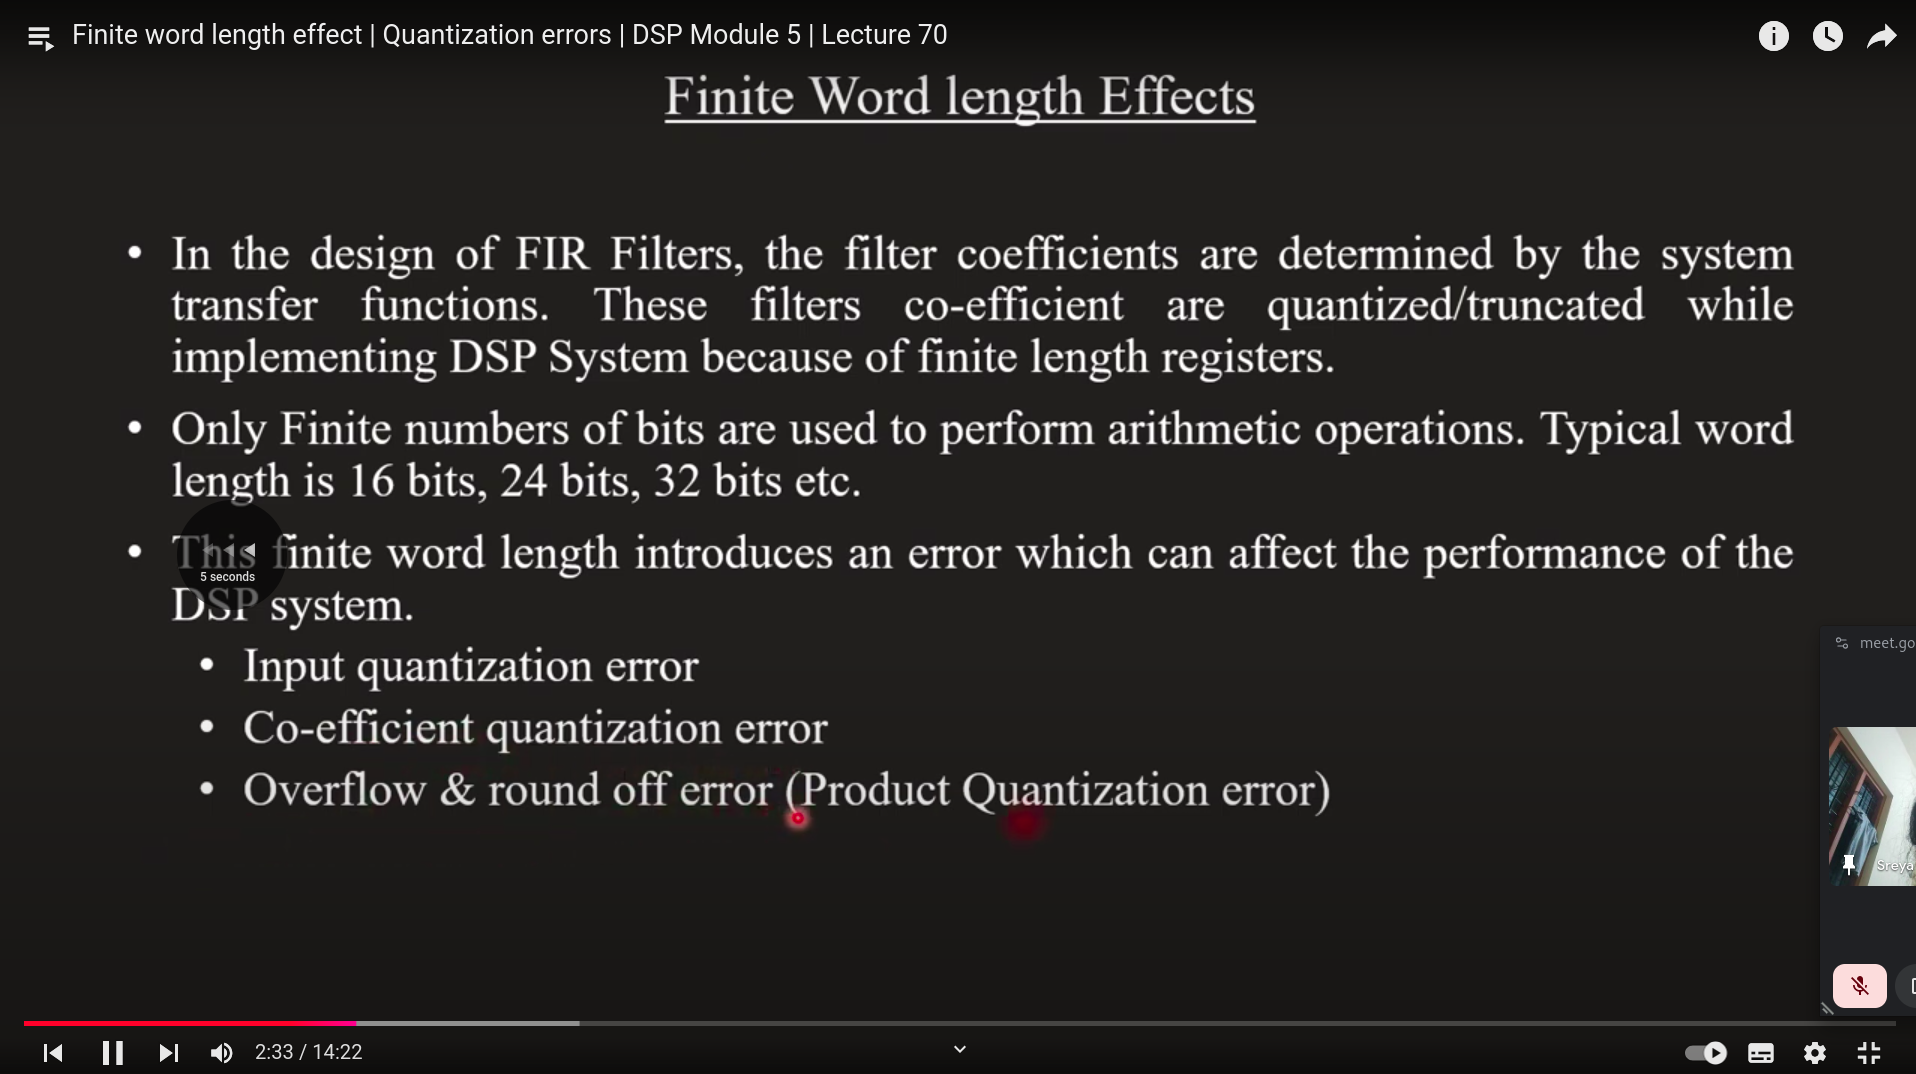 Finite word length effect | Quantization errors | DSP Module 5 | Lecture 70
Finite Word length Effects
• In the design of FIR Filters, the filter coefficients are determined by the system
transfer functions. These filters co-efficient are quantized/truncated while
implementing DSP System because of finite length registers.
• Only Finite numbers of bits are used to perform arithmetic operations. Typical word
length is 16 bits, 24 bits, 32 bits etc.
• This finite word length introduces an error which can affect the performance of the
5 seconds
DSP system.
meet.go
• Input quantization error
• Co-efficient quantization error
• Overflow & round off error (Product Quantization error)
Sreya
2:33 / 14:22